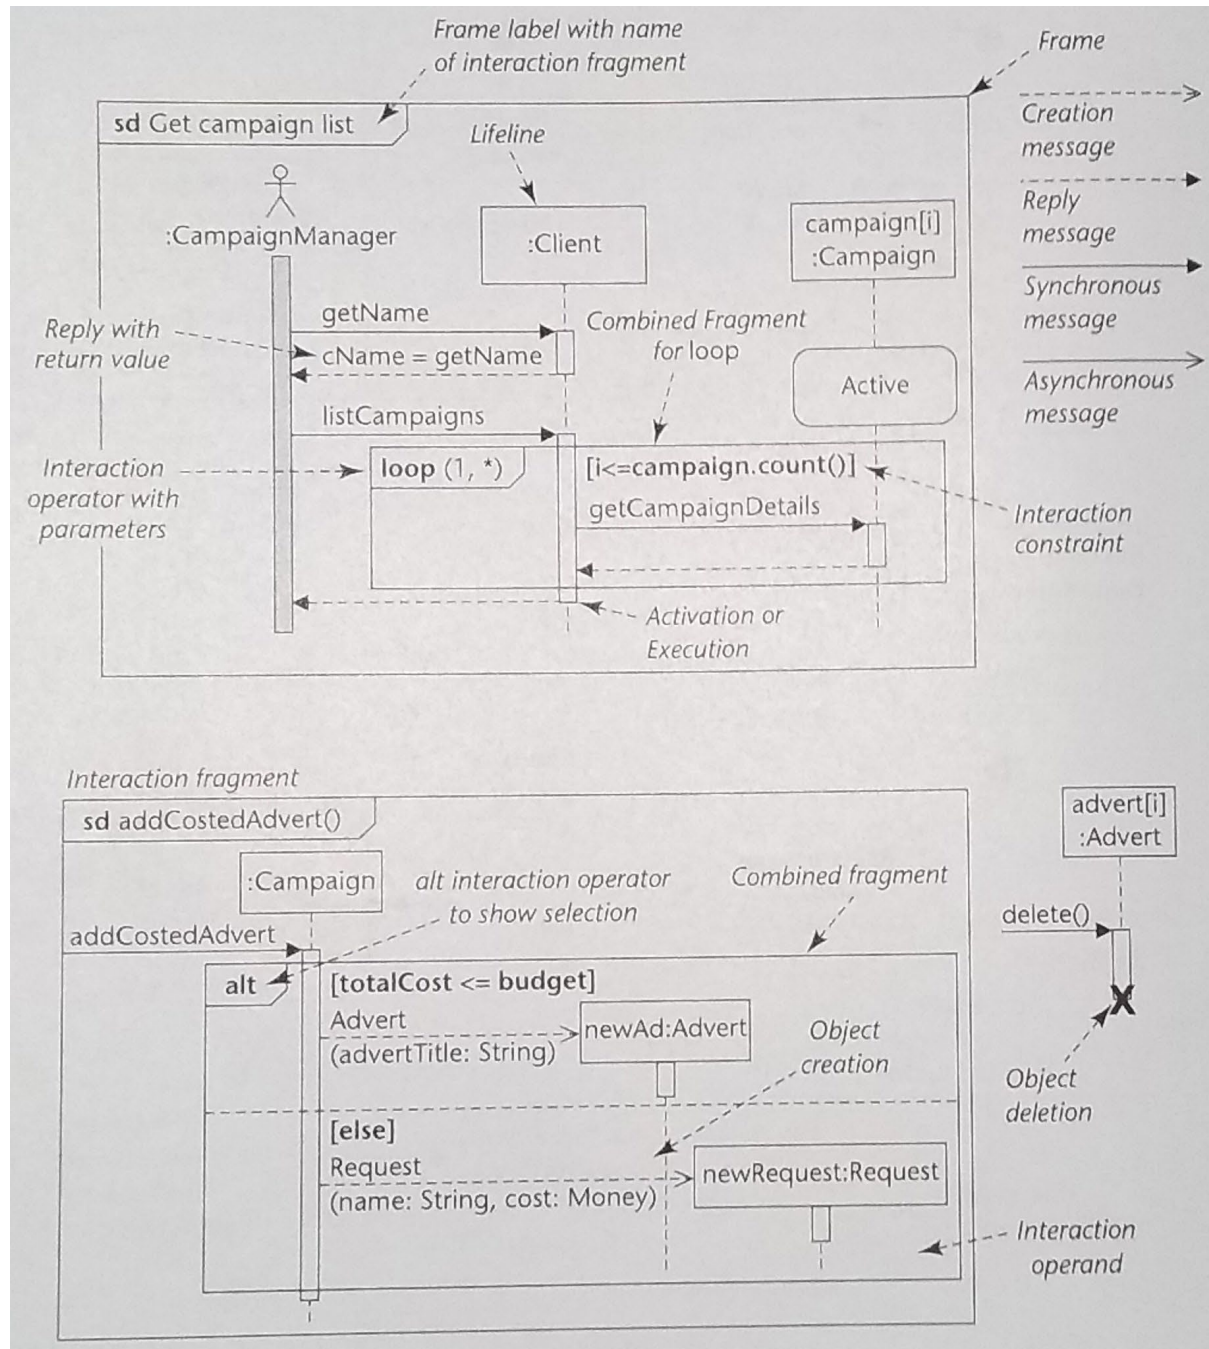 Frame label with name
of interaction fragment
Frame
sd Get campaign list
Lifeline
Creation
message
:CampaignManager
:Client
campaign[i]
:Campaign
Reply
message
getName
Combined Fragment
for loop
Synchronous
message
Reply with
return value
cName = getName
Active
Asynchronous
message
listCampaigns
Interaction
operator with
parameters
loop (1, *)
[i<=campaign.count()]
getCampaignDetails
Interaction
constraint
Activation or
Execution
Interaction fragment
sd addCostedAdvert()
advert[i]
:Advert
:Campaign
alt interaction operator
to show selection
Combined fragment
addCostedAdvert
delete()
alt
[totalCost <= budget]
Advert
(advertTitle: String)
newAd:Advert
Object
creation
Object
deletion
[else]
Request
(name: String, cost: Money)
newRequest:Request
Interaction
operand